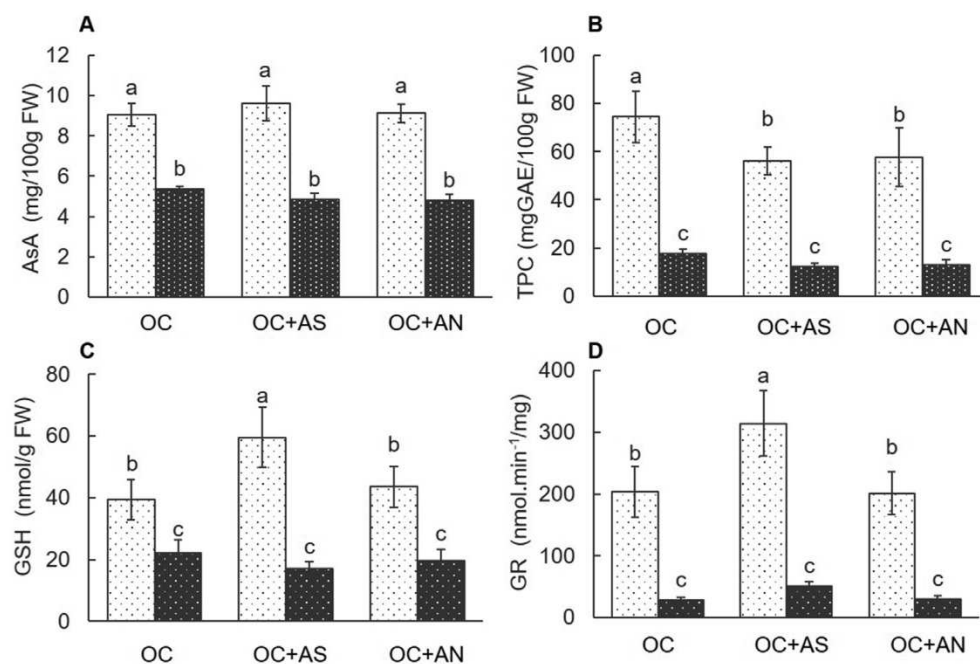 A
AsA (mg/100g FW)
12
10
8
6
4
2
0
a
b
a
b
a
b
OC
OC+AS
OC+AN
B
TPC (mgGAE/100g FW)
100
80
60
40
20
0
a
c
b
c
b
c
OC
OC+AS
OC+AN
C
GSH (nmol/g FW)
80
60
40
20
0
b
c
a
c
b
c
OC
OC+AS
OC+AN
D
GR (nmol.min⁻¹/mg)
400
300
200
100
0
b
c
a
c
b
c
OC
OC+AS
OC+AN